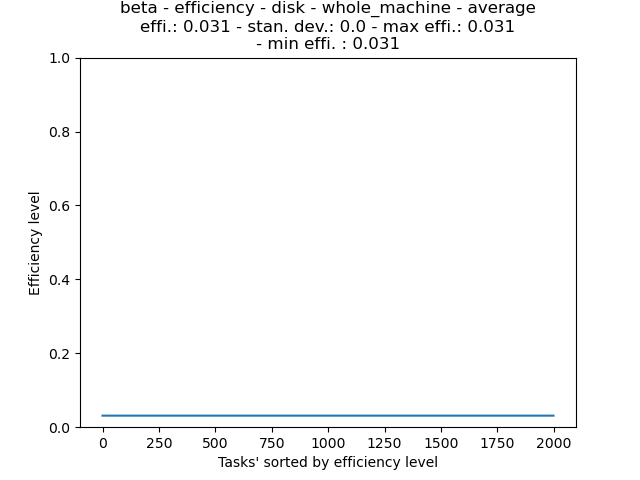 beta - efficiency - disk - whole_machine - average
effi.: 0.031 - stan. dev.: 0.0 - max effi.: 0.031
- min effi. : 0.031
1.0
0.8
0.6
0.4
0.2
0.0
Efficiency level
0 250 500 750 1000 1250 1500 1750 2000
Tasks' sorted by efficiency level